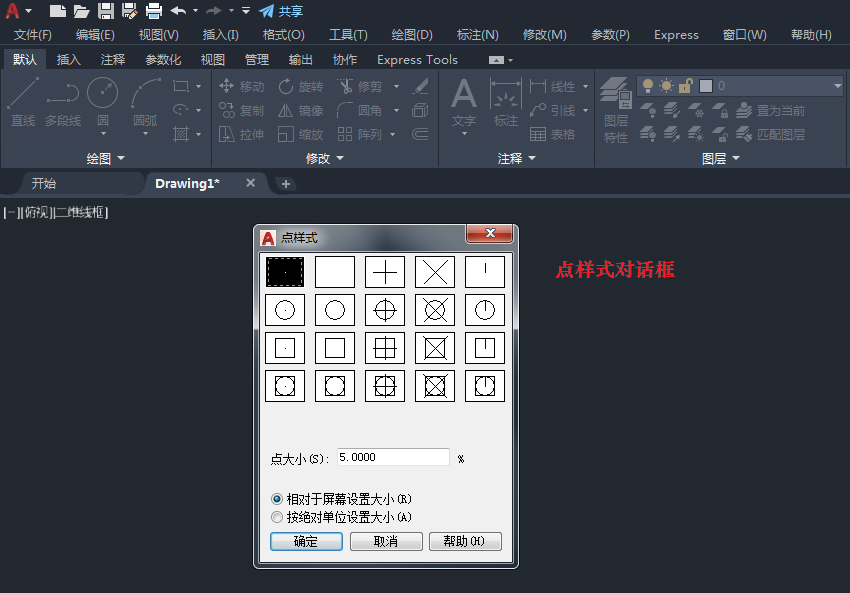 共享
文件(F) 编辑(E) 视图(V) 插入(I) 格式(O) 工具(T) 绘图(D) 标注(N) 修改(M) 参数(P) Express 窗口(W) 帮助(H)
默认 插入 注释 参数化 视图 管理 输出 协作 Express Tools
直线 多段线 圆 圆弧
移动 旋转 修剪
复制 镜像 圆角
拉伸 缩放 阵列
文字 标注
线性
引线
表格
图层
特性
0
置为当前
匹配图层
绘图 修改 注释 图层
开始 Drawing1*
[-][俯视][二维线框]
点样式
点样式对话框
点大小(S): 5.0000 %
相对于屏幕设置大小(R)
按绝对单位设置大小(A)
确定 取消 帮助(H)